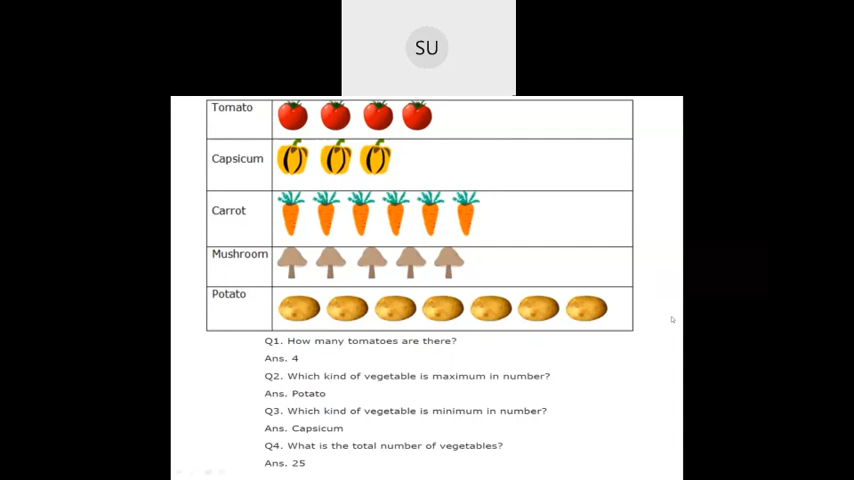 SU
Tomato
Capsicum
Carrot
Mushroom
Potato
Q1. How many tomatoes are there?
Ans. 4
Q2. Which kind of vegetable is maximum in number?
Ans. Potato
Q3. Which kind of vegetable is minimum in number?
Ans. Capsicum
Q4. What is the total number of vegetables?
Ans. 25